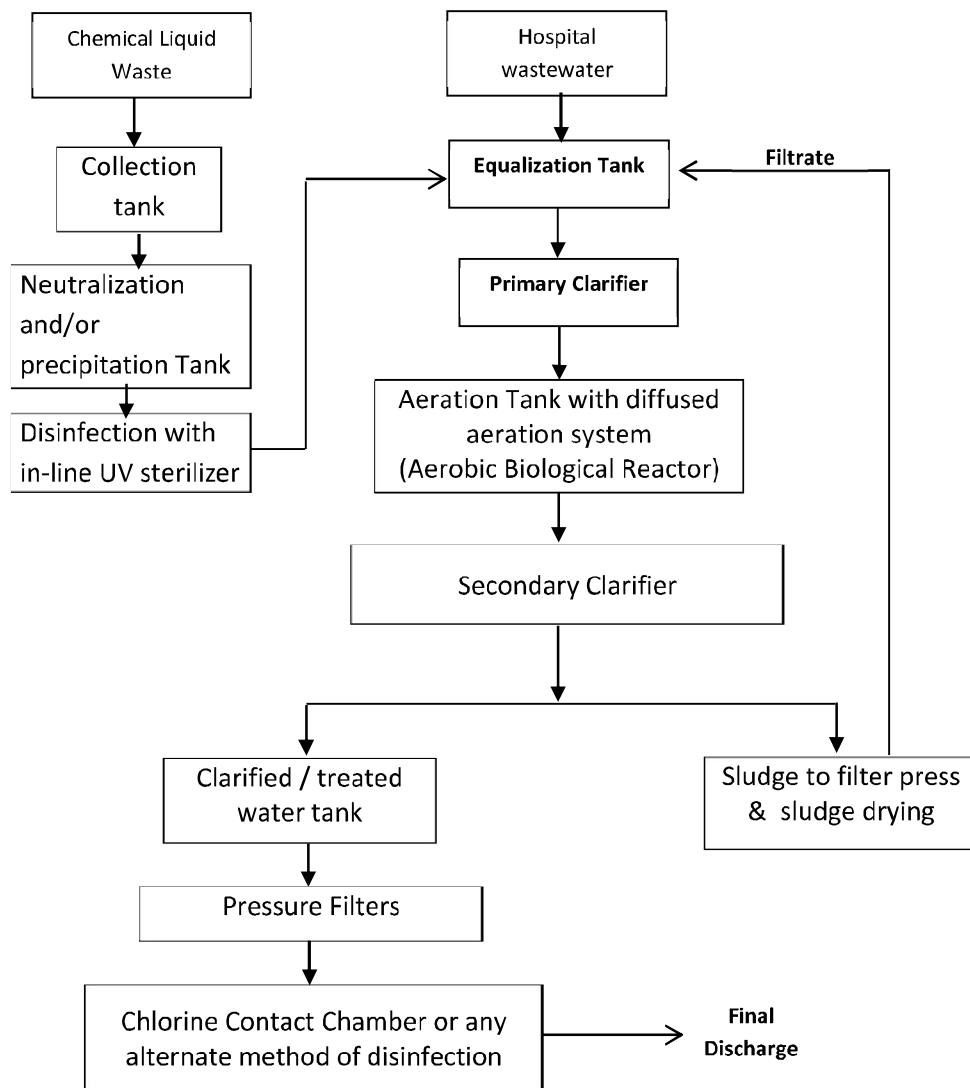 Chemical Liquid
Waste
Hospital
wastewater
Collection
tank
Equalization Tank
Filtrate
Neutralization
and/or
precipitation Tank
Primary Clarifier
Disinfection with
in-line UV sterilizer
Aeration Tank with diffused
aeration system
(Aerobic Biological Reactor)
Secondary Clarifier
Clarified / treated
water tank
Sludge to filter press
& sludge drying
Pressure Filters
Chlorine Contact Chamber or any
alternate method of disinfection
Final
Discharge